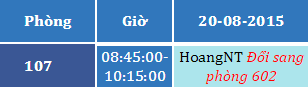 Phòng Giờ 20-08-2015
107 08:45:00-10:15:00 HoangNT Đổi sang phòng 602